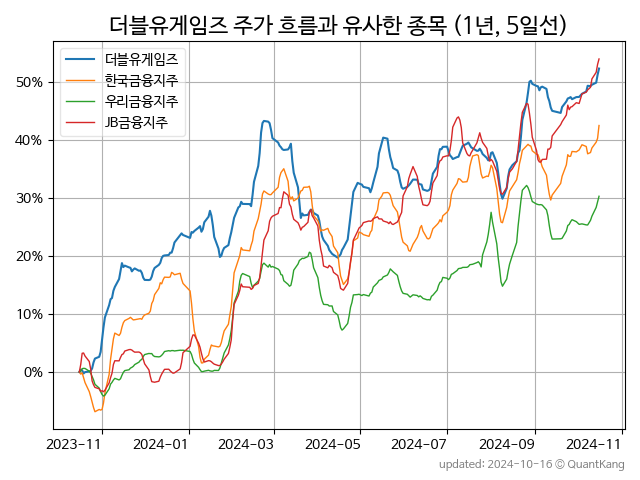 더블유게임즈 주가 흐름과 유사한 종목 (1년, 5일선)
더블유게임즈
한국금융지주
우리금융지주
JB금융지주
50%
40%
30%
20%
10%
0%
2023-11 2024-01 2024-03 2024-05 2024-07 2024-09 2024-11
updated: 2024-10-16 © QuantKang